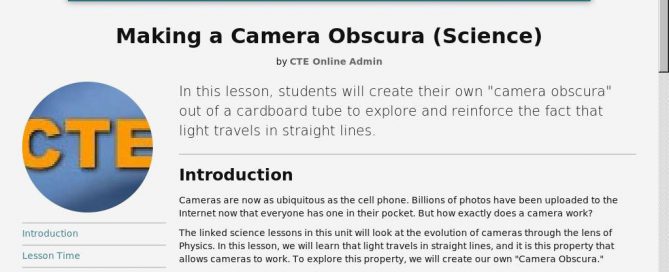 Making a Camera Obscura (Science)
by CTE Online Admin
CTE
In this lesson, students will create their own "camera obscura"
out of a cardboard tube to explore and reinforce the fact that
light travels in straight lines.
Introduction
Cameras are now as ubiquitous as the cell phone. Billions of photos have been uploaded to the
Internet now that everyone has one in their pocket. But how exactly does a camera work?
The linked science lessons in this unit will look at the evolution of cameras through the lens of
Physics. In this lesson, we will learn that light travels in straight lines, and it is this property that
allows cameras to work. To explore this property, we will create our own "Camera Obscura."
Introduction
Lesson Time